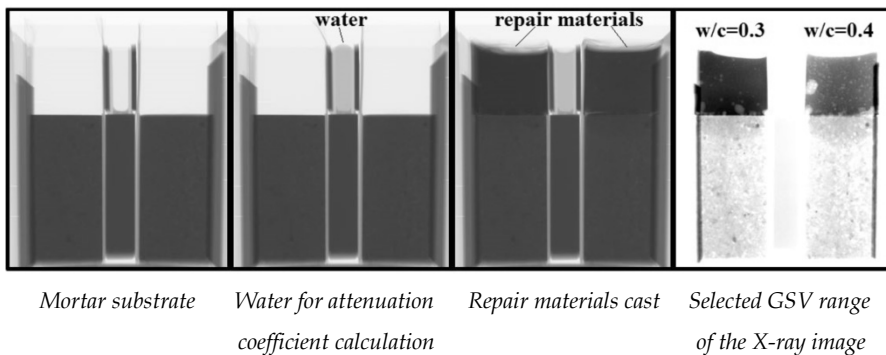 water
repair materials
w/c=0.3 w/c=0.4
Mortar substrate
Water for attenuation
coefficient calculation
Repair materials cast
Selected GSV range
of the X-ray image